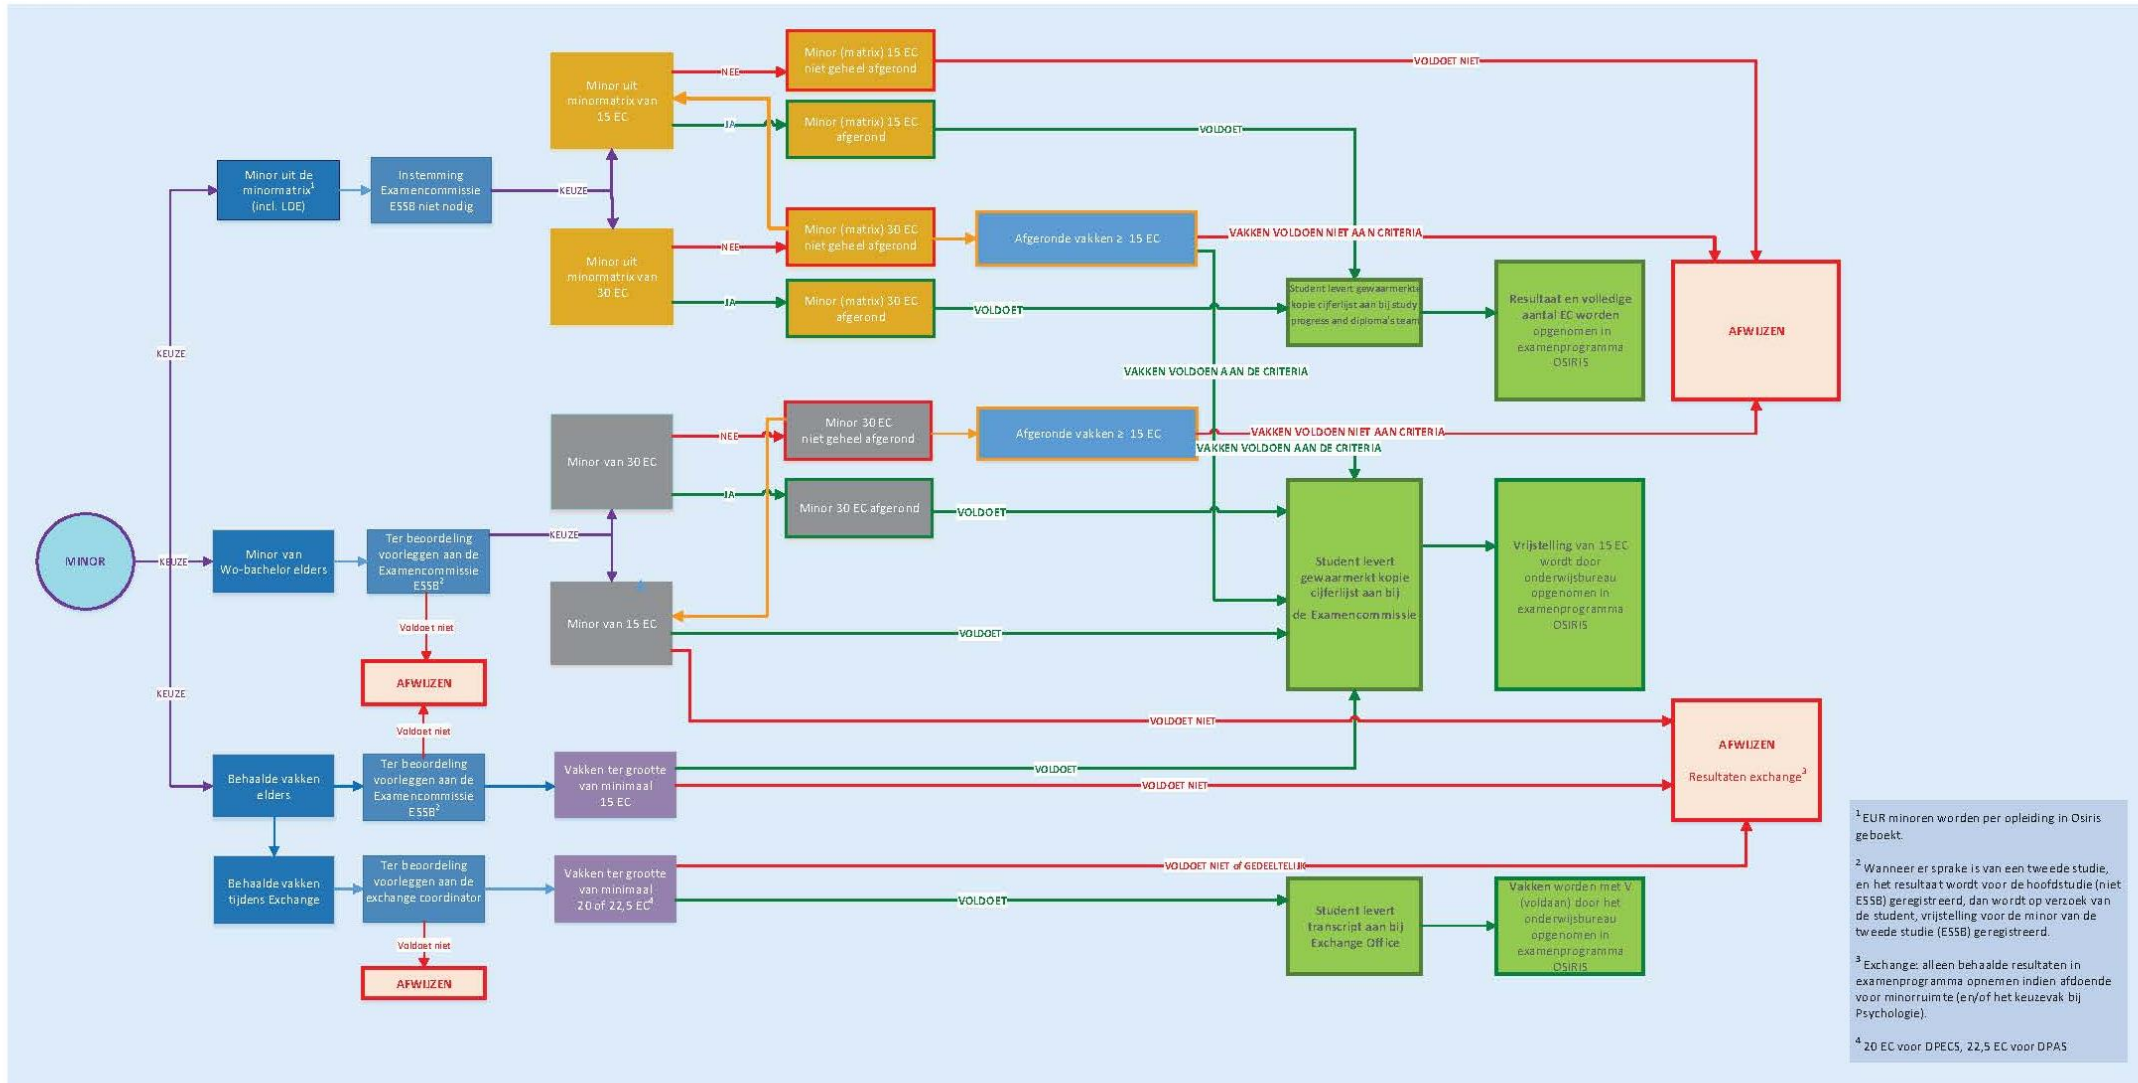 Minor (matrix) 15 EC
niet geheel afgerond
VOLDOET NIET
NEE
Minor uit
minormatrix van
15 EC
JA
Minor (matrix) 15 EC
afgerond
VOLDOET
Minor uit de
minormatrix1
(incl. LDE)
Instemming
Examencommissie
ESSB niet nodig
KEUZE
Minor uit
minormatrix van
30 EC
NEE
Minor (matrix) 30 EC
niet geheel afgerond
Afgeronde vakken ≥ 15 EC
VAKKEN VOLDOEN NIET AAN CRITERIA
JA
Minor (matrix) 30 EC
afgerond
VOLDOET
Student levert gewaarmerkte
kopie cijferlijst aan bij study
progress and diploma's team
Resultaat en volledige
aantal EC worden
opgenomen in
examenprogramma
OSIRIS
AFWIJZEN
KEUZE
VAKKEN VOLDOEN AAN DE CRITERIA
Minor van 30 EC
NEE
Minor 30 EC
niet geheel afgerond
Afgeronde vakken ≥ 15 EC
VAKKEN VOLDOEN NIET AAN CRITERIA
VAKKEN VOLDOEN AAN DE CRITERIA
JA
Minor 30 EC afgerond
VOLDOET
MINOR
KEUZE
Minor van
Wo-bachelor elders
Ter beoordeling
voorleggen aan de
Examencommissie
ESSB2
KEUZE
Student levert
gewaarmerkt kopie
cijferlijst aan bij
de Examencommissie
Vrijstelling van 15 EC
wordt door
onderwijsbureau
opgenomen in
examenprogramma
OSIRIS
Minor van 15 EC
VOLDOET
Voldoet niet
AFWIJZEN
KEUZE
Voldoet niet
VOLDOET NIET
Behaalde vakken
elders
Ter beoordeling
voorleggen aan de
Examencommissie
ESSB2
Vakken ter grootte
van minimaal
15 EC
VOLDOET
VOLDOET NIET
AFWIJZEN
Resultaten exchange3
Behaalde vakken
tijdens Exchange
Ter beoordeling
voorleggen aan de
exchange coordinator
Vakken ter grootte
van minimaal
20 of 22,5 EC4
VOLDOET NIET of GEDEELTELIJK
VOLDOET
Student levert
transcript aan bij
Exchange Office
Vakken worden met V
(voldaan) door het
onderwijsbureau
opgenomen in
examenprogramma
OSIRIS
Voldoet niet
AFWIJZEN
1 EUR minoren worden per opleiding in Osiris
geboekt.
2 Wanneer er sprake is van een tweede studie,
en het resultaat wordt voor de hoofdstudie (niet
ESSB) geregistreerd, dan wordt op verzoek van
de student, vrijstelling voor de minor van de
tweede studie (ESSB) geregistreerd.
3 Exchange: alleen behaalde resultaten in
examenprogramma opnemen indien afdoende
voor minorruimte (en/of het keuzevak bij
Psychologie).
4 20 EC voor DPECS, 22,5 EC voor DPAS